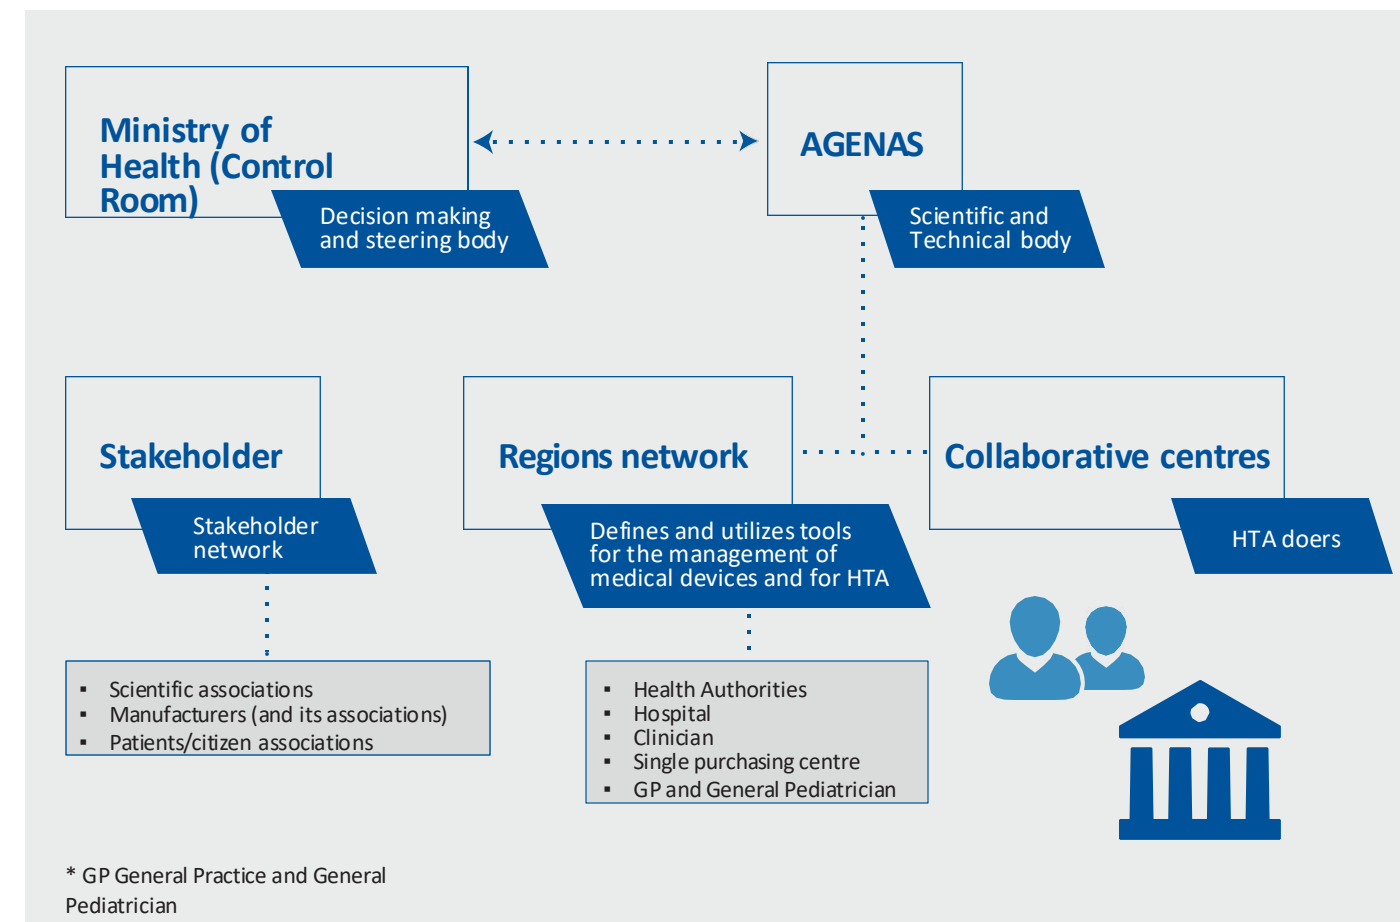 Ministry of
Health (Control
Room)
Decision making
and steering body
AGENAS
Scientific and
Technical body
Stakeholder
Stakeholder
network
Regions network
Defines and utilizes tools
for the management of
medical devices and for HTA
Collaborative centres
HTA doers
▪ Scientific associations
▪ Manufacturers (and its associations)
▪ Patients/citizen associations
▪ Health Authorities
▪ Hospital
▪ Clinician
▪ Single purchasing centre
▪ GP and General Pediatrician
* GP General Practice and General
Pediatrician